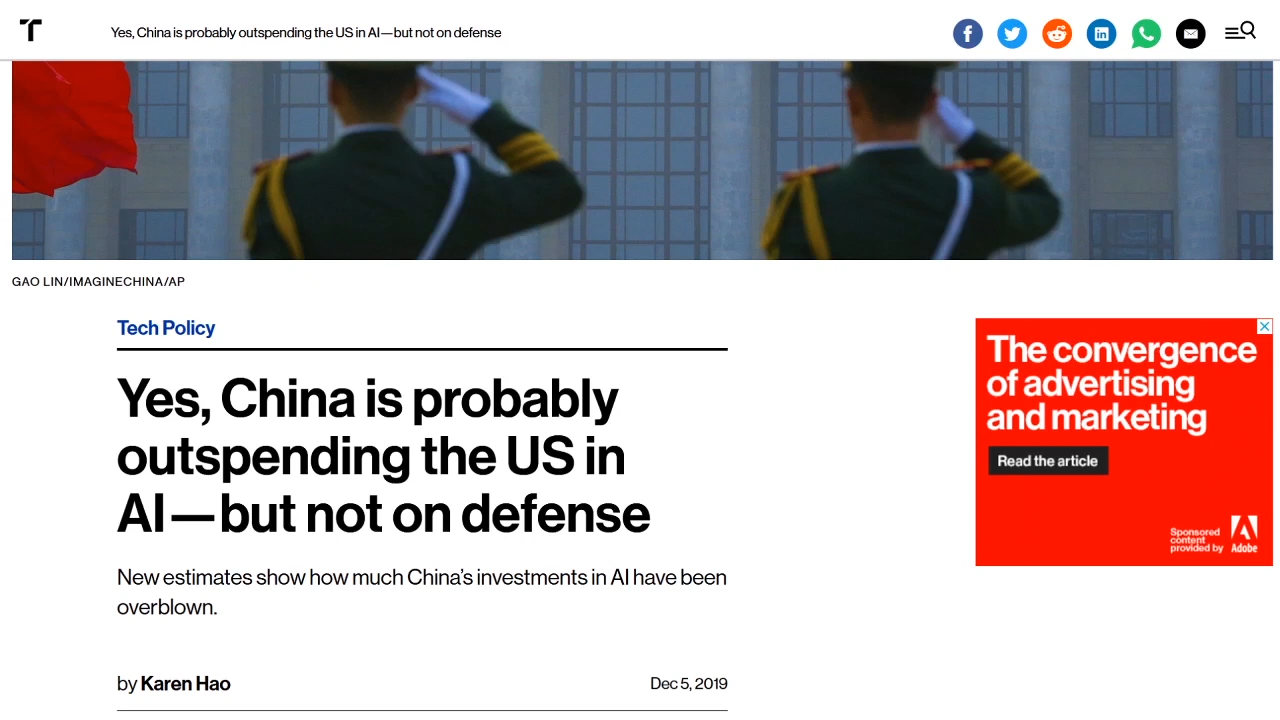 Yes, China is probably outspending the US in AI—but not on defense
GAO LIN/IMAGINECHINA/AP
Tech Policy
Yes, China is probably
outspending the US in
AI—but not on defense
New estimates show how much China's investments in AI have been
overblown.
by Karen Hao
Dec 5, 2019
The convergence
of advertising
and marketing
Read the article
Sponsored
content
provided by
Adobe